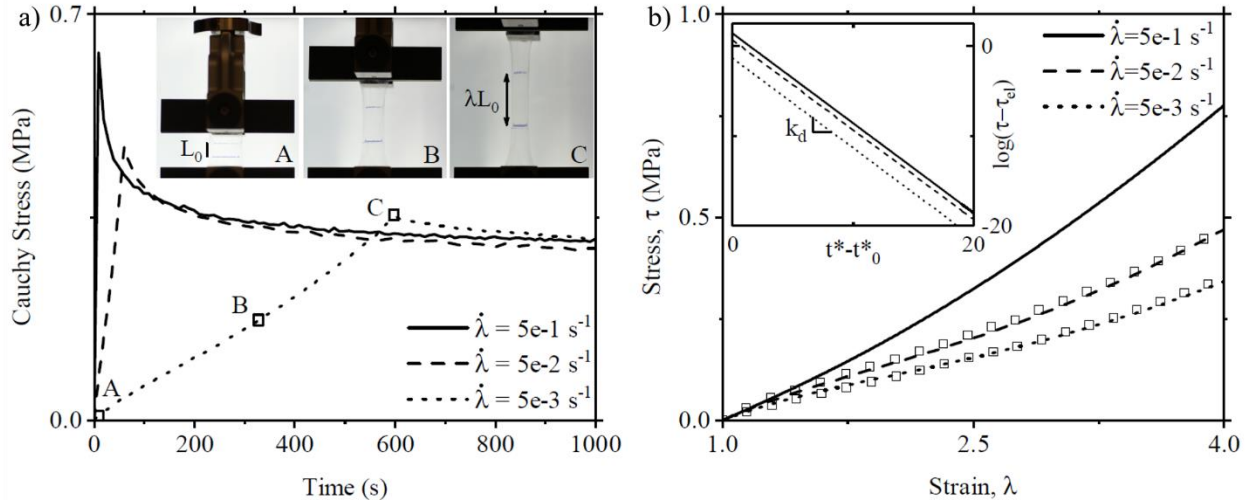 a)
0.7
Cauchy Stress (MPa)
0.0
L₀
A
B
λL₀
C
A
B
C
λ̇ = 5e-1 s⁻¹
λ̇ = 5e-2 s⁻¹
λ̇ = 5e-3 s⁻¹
0 200 400 600 800 1000
Time (s)
b)
1.0
Stress, τ (MPa)
0.5
0.0
0
log(τ−τₑₗ)
-20
k_d
0 t*-t*₀ 20
λ̇=5e-1 s⁻¹
λ̇=5e-2 s⁻¹
λ̇=5e-3 s⁻¹
1.0 2.5 4.0
Strain, λ